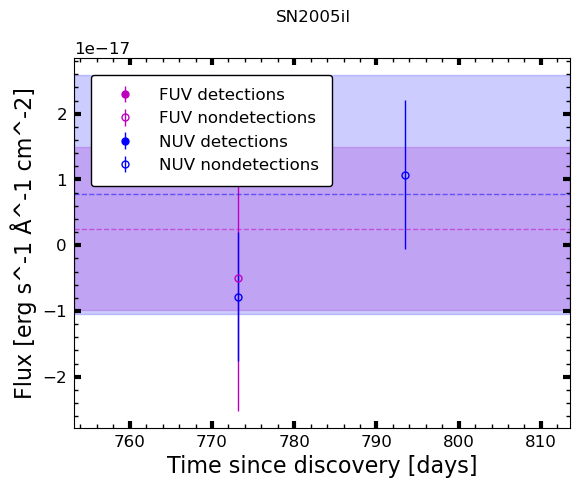 SN2005il
1e−17
Flux [erg s^-1 Å^-1 cm^-2]
2
1
0
−1
−2
FUV detections
FUV nondetections
NUV detections
NUV nondetections
760 770 780 790 800 810
Time since discovery [days]